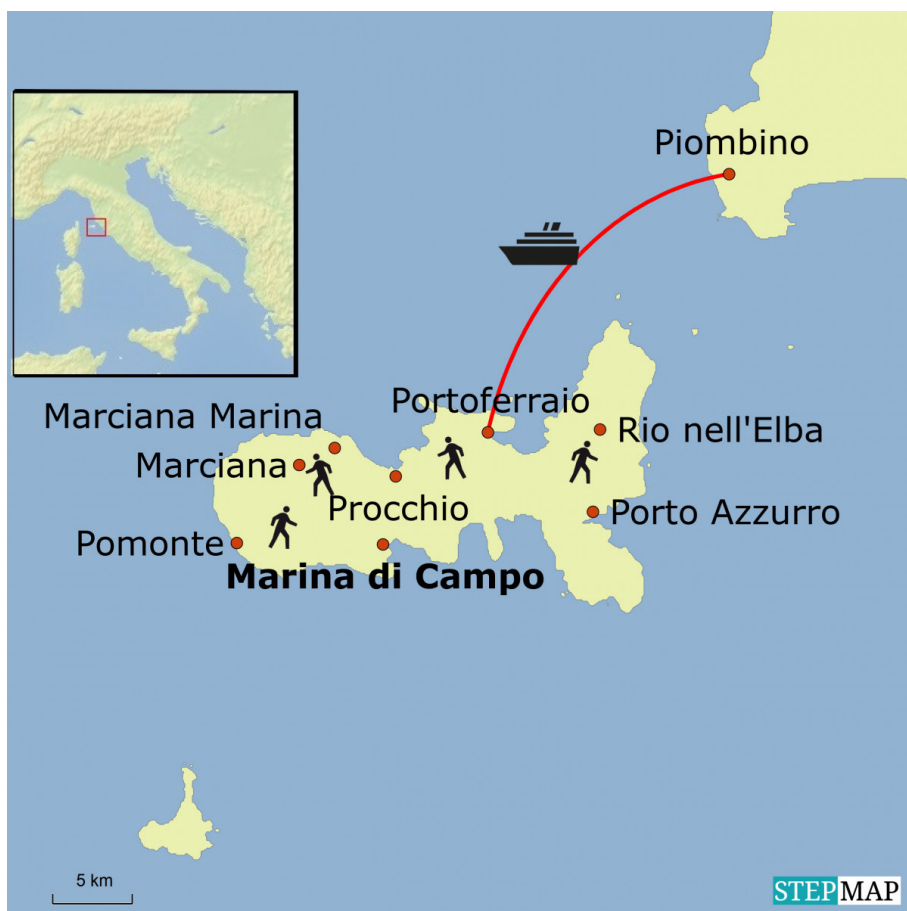 Piombino
Portoferraio
Marciana Marina
Rio nell'Elba
Marciana
Procchio
Porto Azzurro
Pomonte
Marina di Campo
5 km
STEPMAP